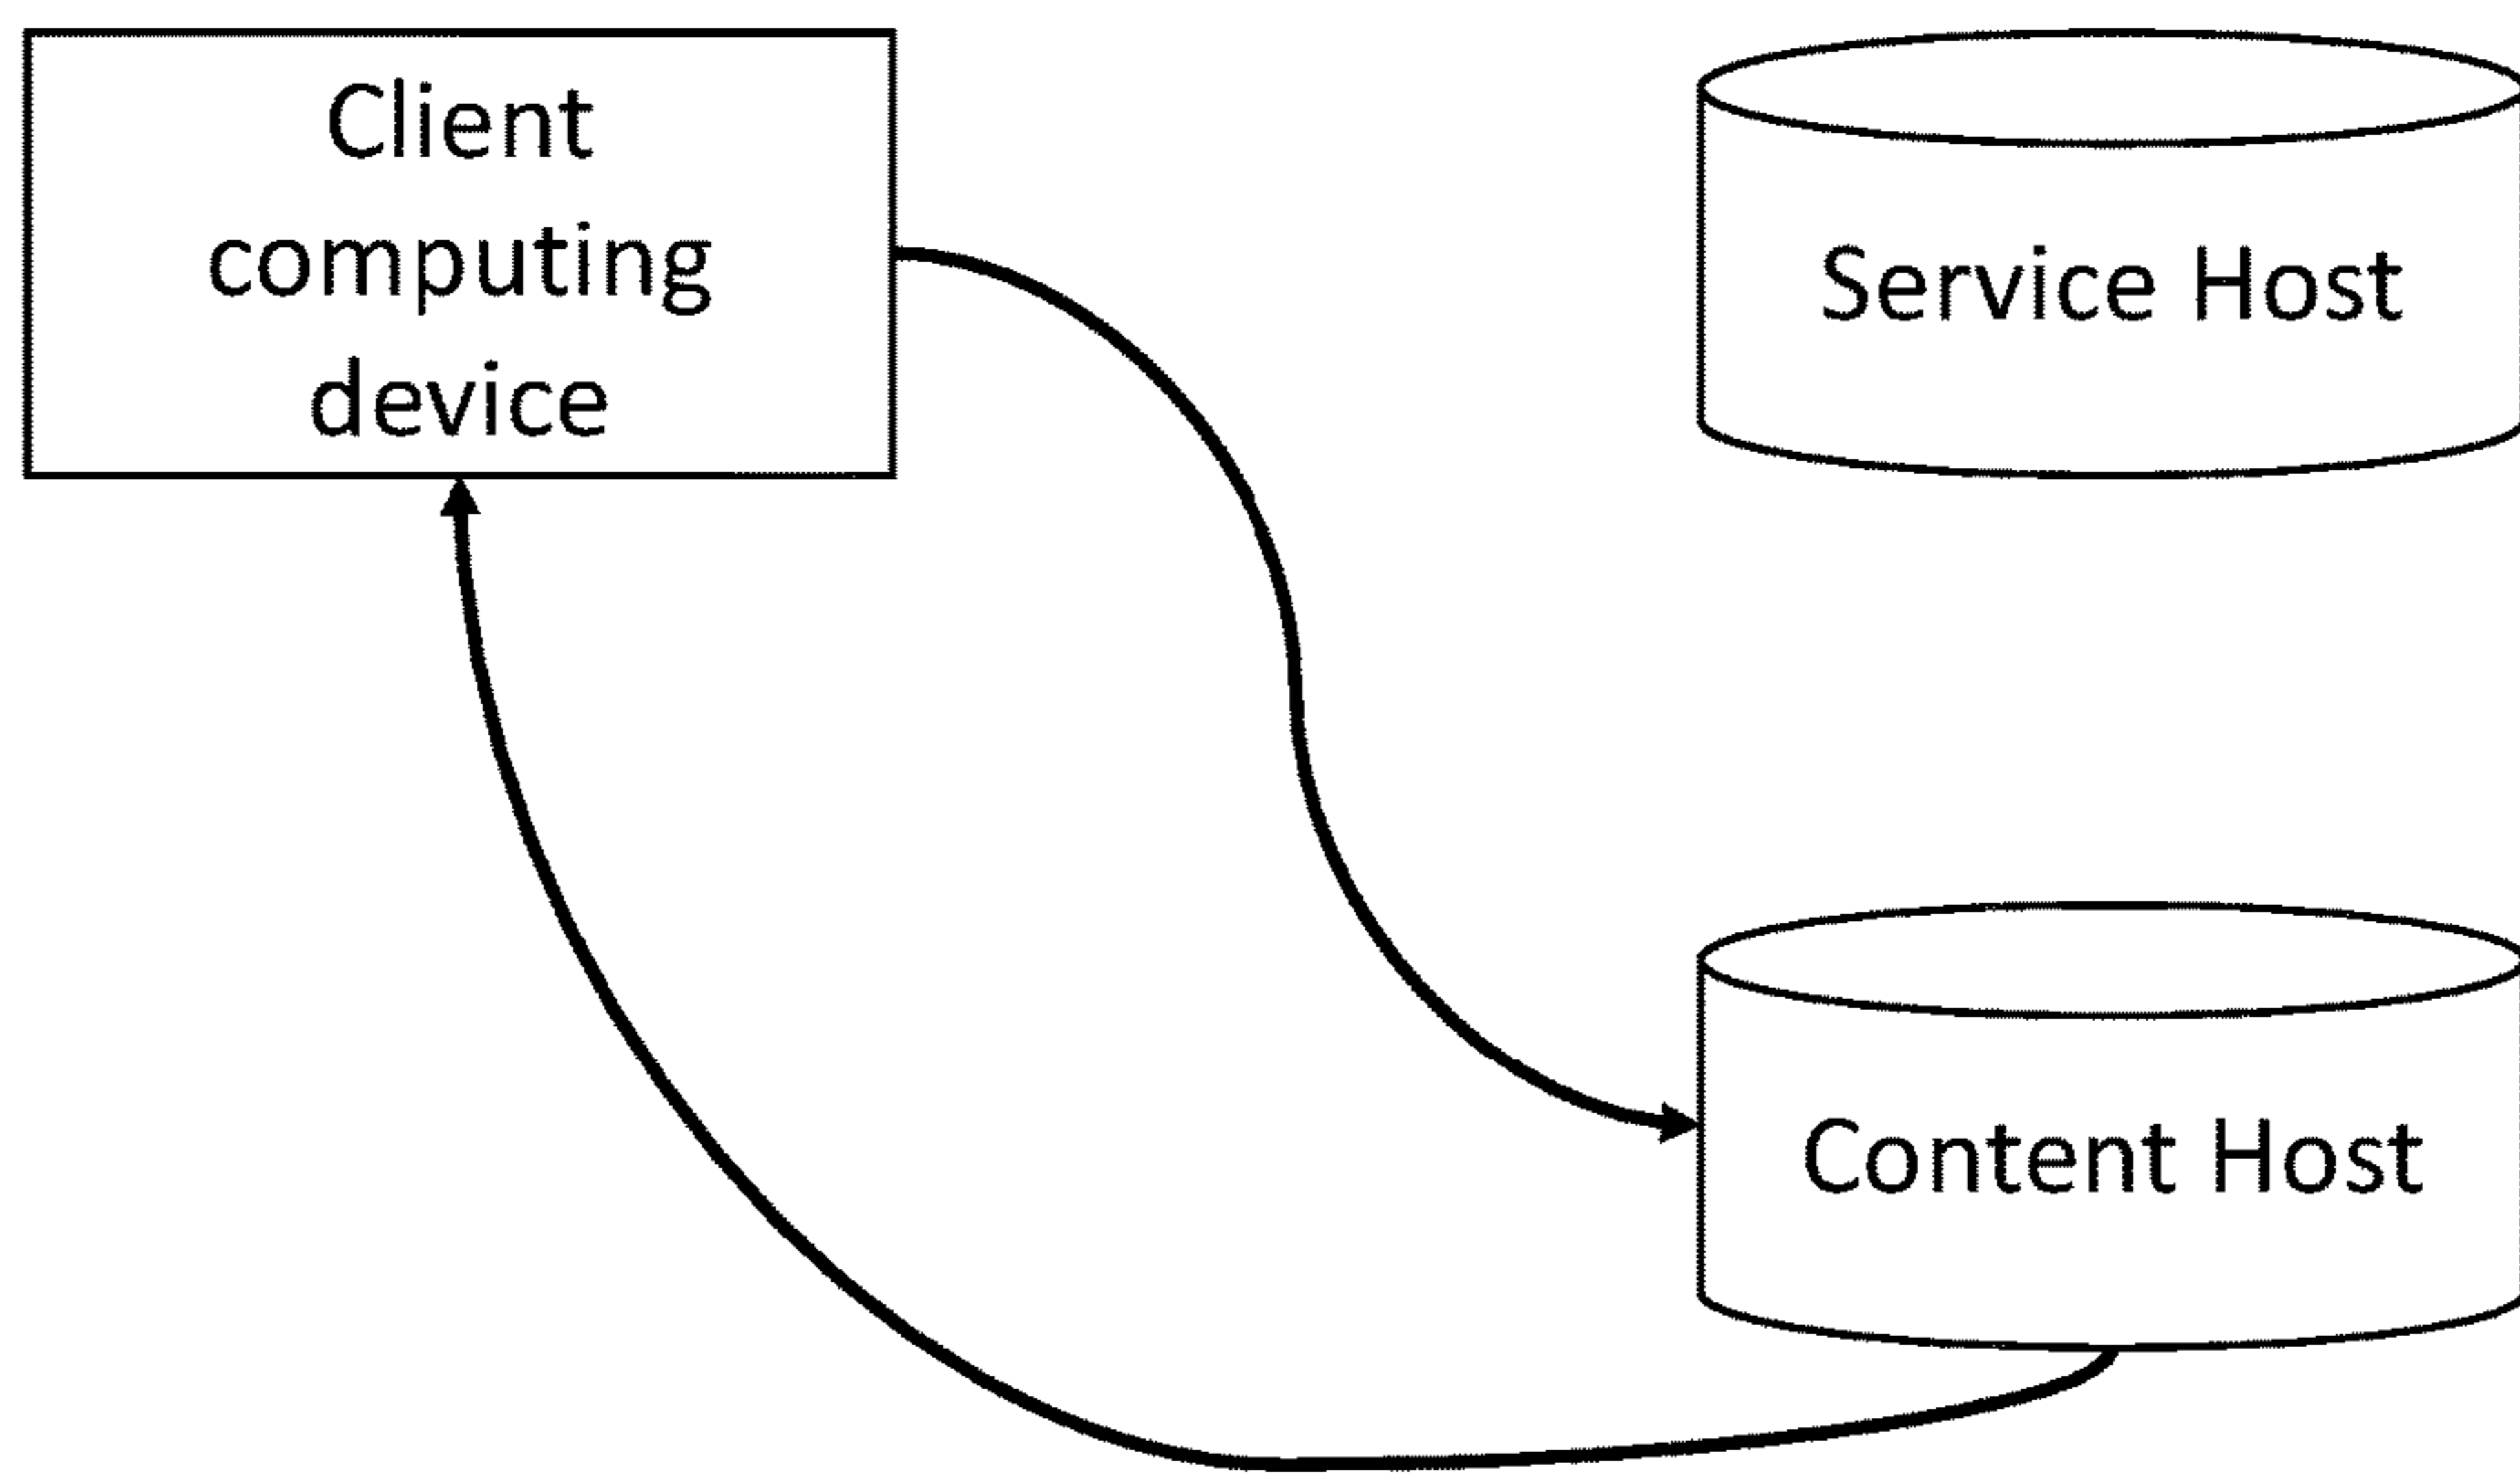 Client
computing
device
Service Host
Content Host